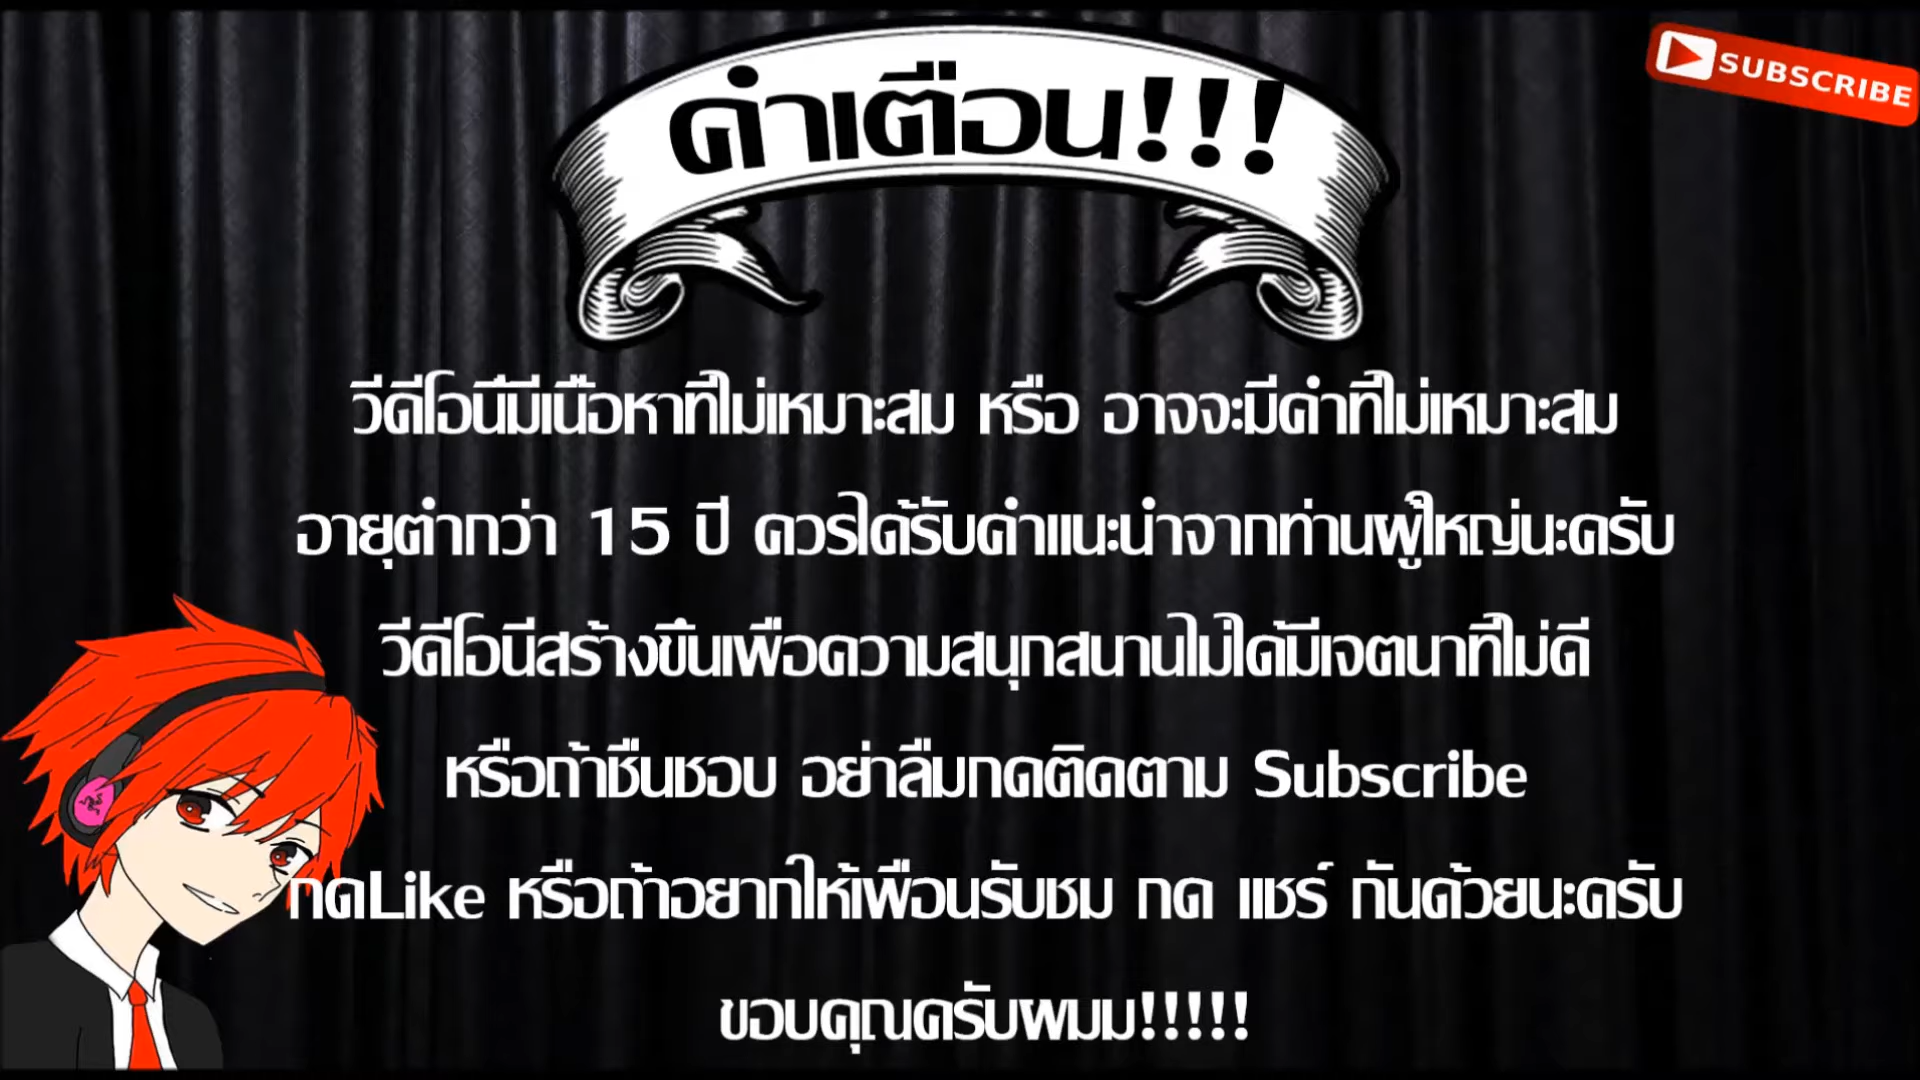 คำเตือน!!!
SUBSCRIBE
วีดีโอนี้มีเนื้อหาที่ไม่เหมาะสม หรือ อาจจะมีคำที่ไม่เหมาะสม
อายุต่ำกว่า 15 ปี ควรได้รับคำแนะนำจากท่านผู้ใหญ่นะครับ
วีดีโอนี้สร้างขึ้นเพื่อความสนุกสนานไม่ได้มีเจตนาที่ไม่ดี
หรือถ้าชื่นชอบ อย่าลืมกดติดตาม Subscribe
กดLike หรือถ้าอยากให้เพื่อนรับชม กด แชร์ กันด้วยนะครับ
ขอบคุณครับผมม!!!!!